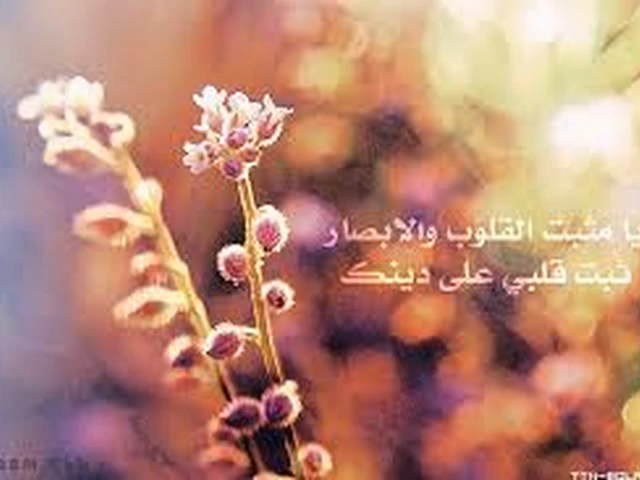 يا مثبت القلوب والابصار
ثبت قلبي على دينك